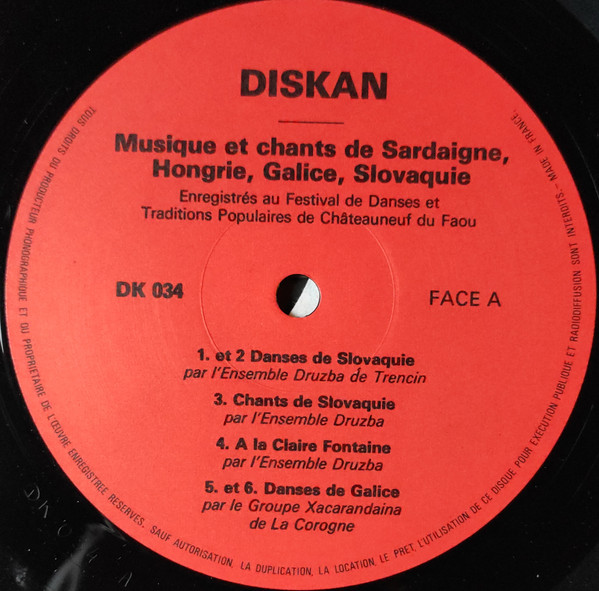 DISKAN
Musique et chants de Sardaigne,
Hongrie, Galice, Slovaquie
Enregistrés au Festival de Danses et
Traditions Populaires de Châteauneuf du Faou
DK 034
FACE A
1. et 2 Danses de Slovaquie
par l'Ensemble Druzba de Trencin
3. Chants de Slovaquie
par l'Ensemble Druzba
4. A la Claire Fontaine
par l'Ensemble Druzba
5. et 6. Danses de Galice
par le Groupe Xacarandaina
de La Corogne
TOUS DROITS DU PRODUCTEUR PHONOGRAPHIQUE ET DU PROPRIETAIRE DE L'ŒUVRE ENREGISTREE RESERVES. SAUF AUTORISATION, LA DUPLICATION, LA LOCATION, LE PRET, L'UTILISATION DE CE DISQUE POUR EXECUTION PUBLIQUE ET RADIODIFFUSION SONT INTERDITS. - MADE IN FRANCE.